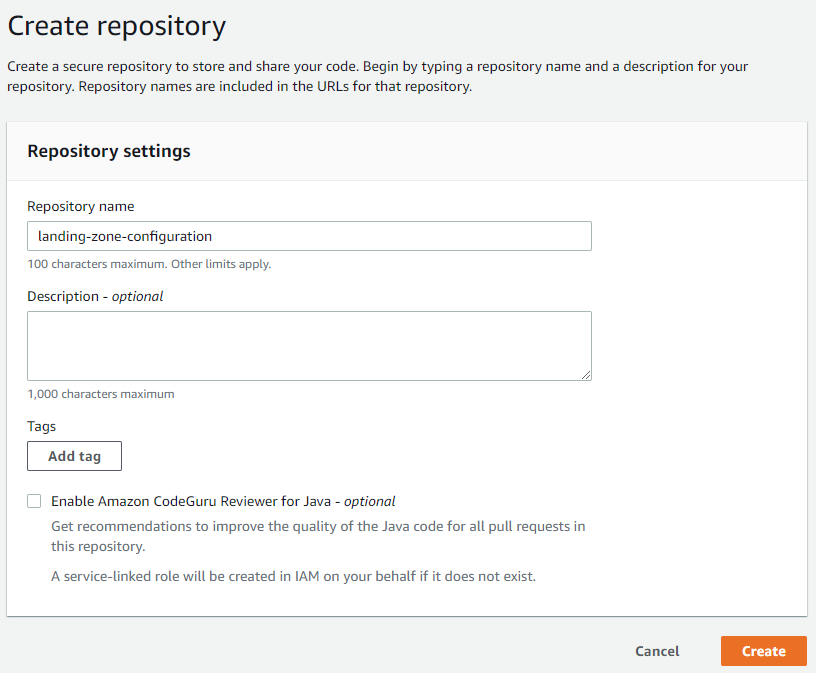 Create repository
Create a secure repository to store and share your code. Begin by typing a repository name and a description for your
repository. Repository names are included in the URLs for that repository.
Repository settings
Repository name
landing-zone-configuration
100 characters maximum. Other limits apply.
Description - optional
1,000 characters maximum
Tags
Add tag
Enable Amazon CodeGuru Reviewer for Java - optional
Get recommendations to improve the quality of the Java code for all pull requests in
this repository.
A service-linked role will be created in IAM on your behalf if it does not exist.
Cancel
Create